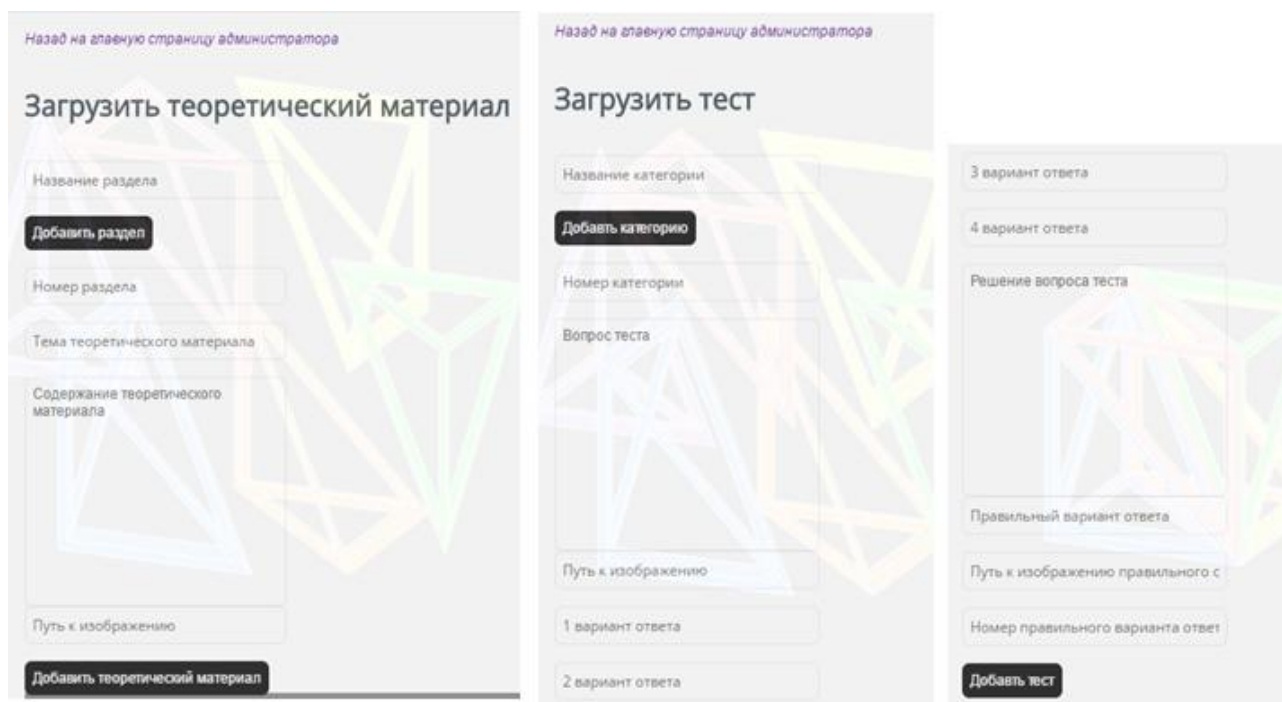 Назад на главную страницу администратора
Загрузить теоретический материал
Название раздела
Добавить раздел
Номер раздела
Тема теоретического материала
Содержание теоретического
материала
Путь к изображению
Добавить теоретический материал
Назад на главную страницу администратора
Загрузить тест
Название категории
Добавть категорию
Номер категории
Вопрос теста
Путь к изображению
1 вариант ответа
2 вариант ответа
3 вариант ответа
4 вариант ответа
Решение вопроса теста
Правильный вариант ответа
Путь к изображению правильного с
Номер правильного варианта ответ
Добавть тест